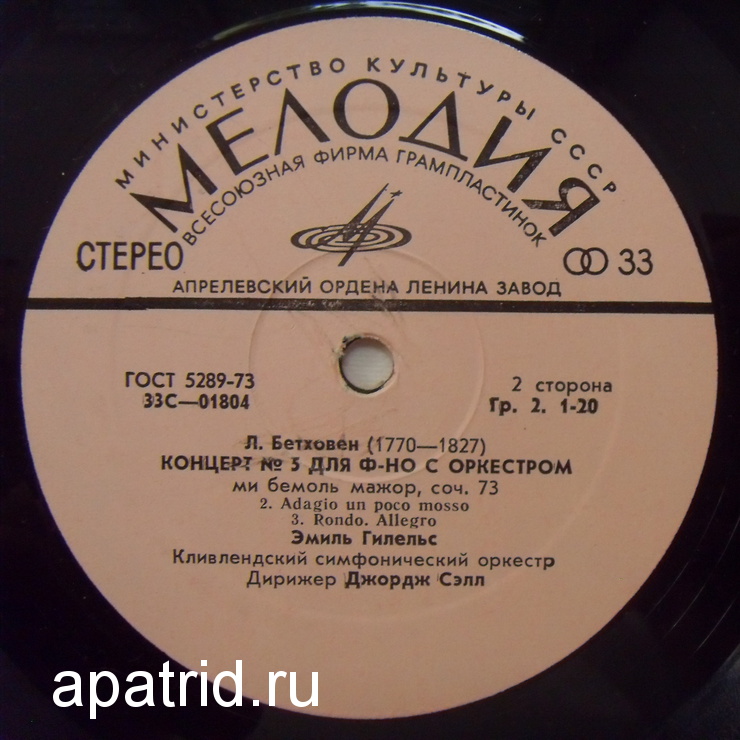 МИНИСТЕРСТВО КУЛЬТУРЫ СССР
МЕЛОДИЯ
ВСЕСОЮЗНАЯ ФИРМА ГРАМПЛАСТИНОК
СТЕРЕО
33
АПРЕЛЕВСКИЙ ОРДЕНА ЛЕНИНА ЗАВОД
ГОСТ 5289-73
2 сторона
33С—01804
Гр. 2. 1-20
Л. Бетховен (1770—1827)
КОНЦЕРТ № 5 ДЛЯ Ф-НО С ОРКЕСТРОМ
ми бемоль мажор, соч. 73
2. Adagio un poco mosso
3. Rondo. Allegro
Эмиль Гилельс
Кливлендский симфонический оркестр
Дирижер Джордж Сэлл
apatrid.ru